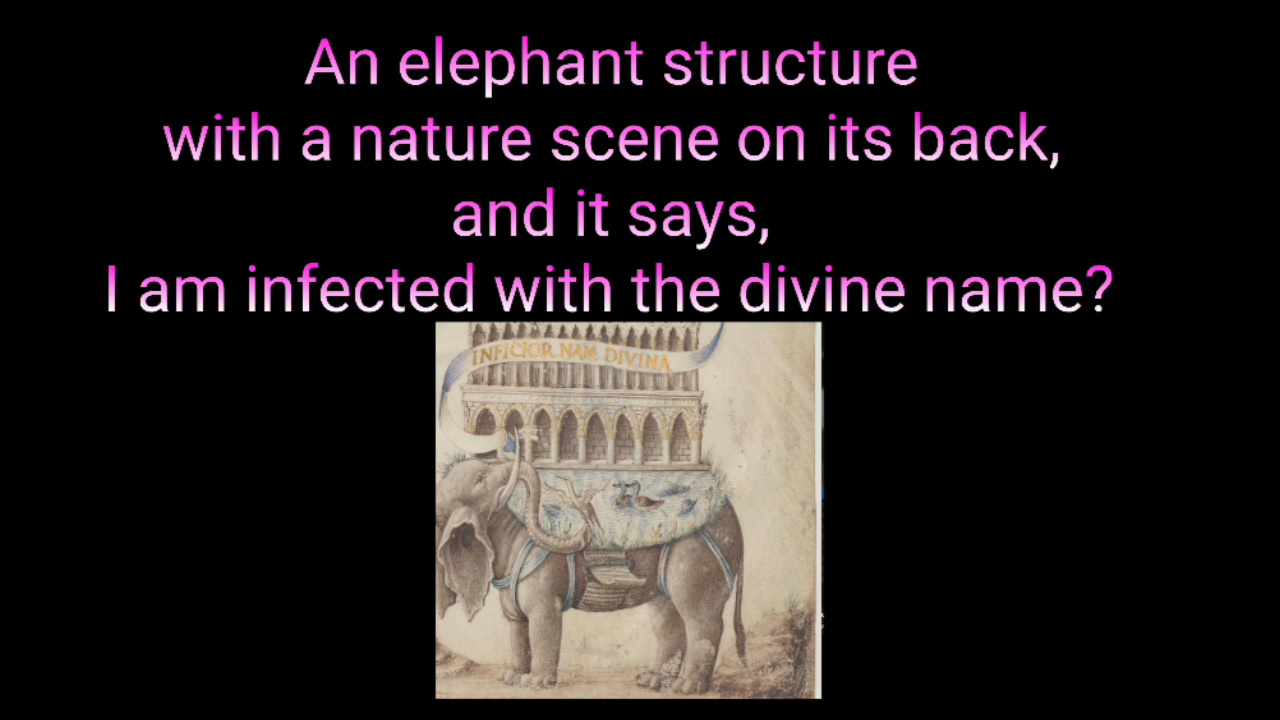 An elephant structure
with a nature scene on its back,
and it says,
I am infected with the divine name?
INFICIOR NAM DIVINA